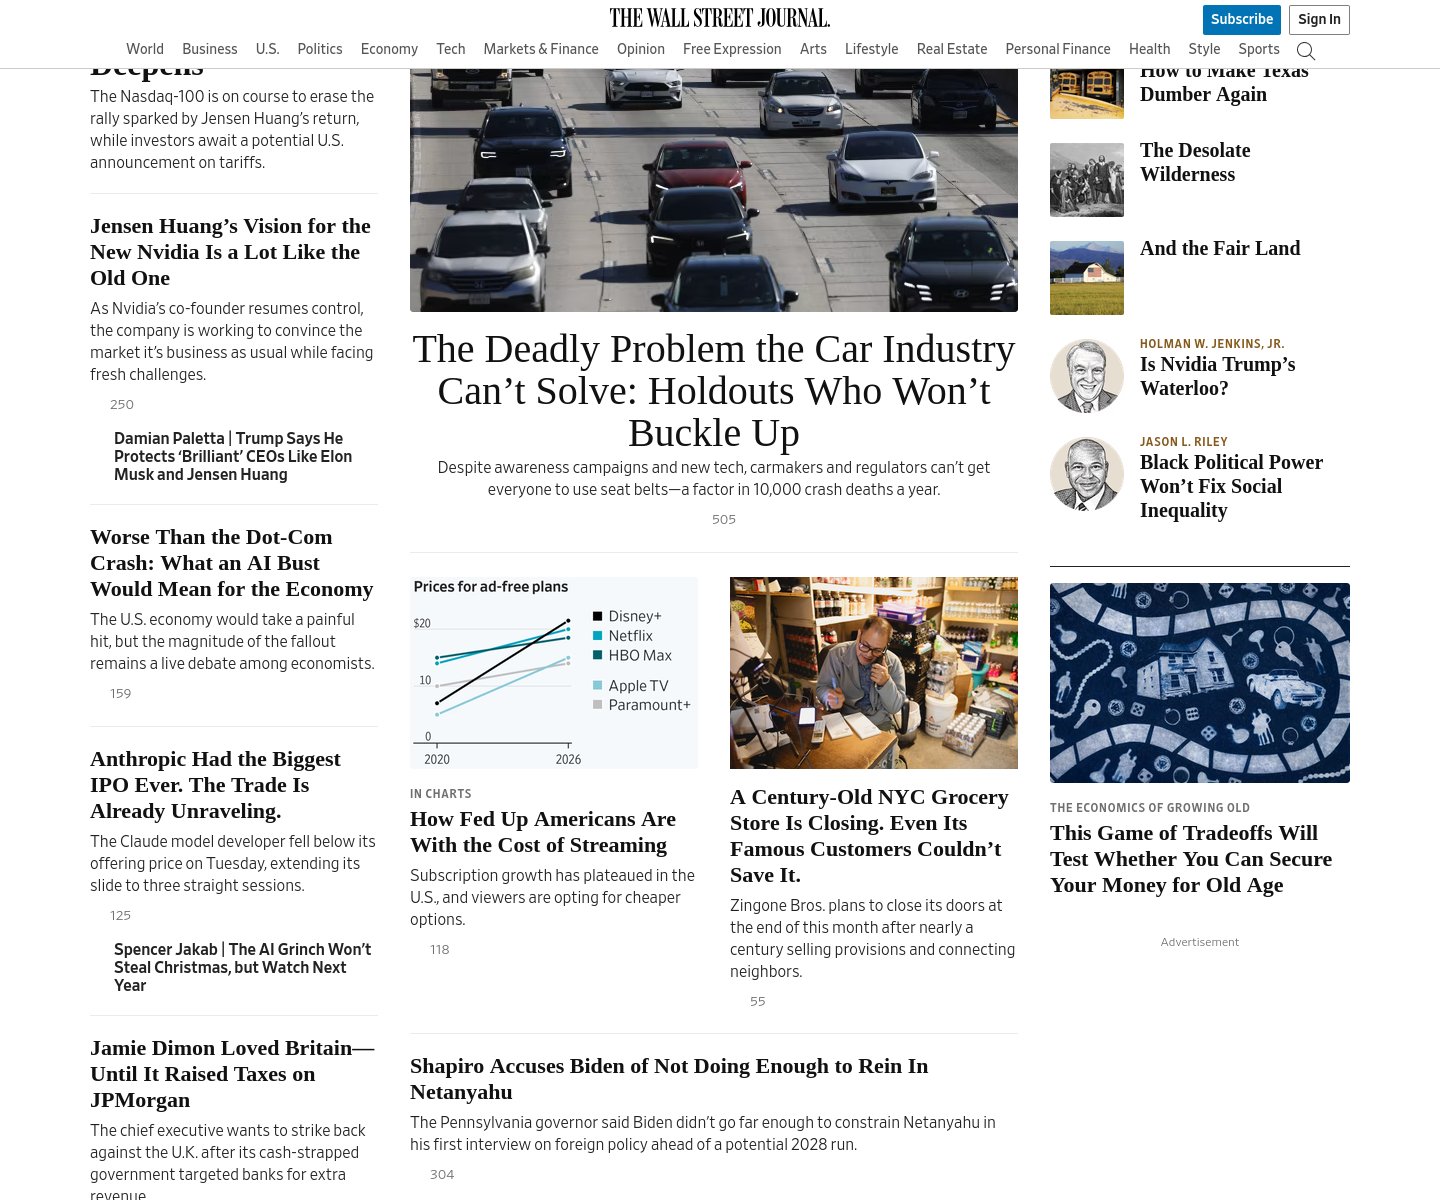 THE WALL STREET JOURNAL.
Subscribe
Sign In
World Business U.S. Politics Economy Tech Markets & Finance Opinion Free Expression Arts Lifestyle Real Estate Personal Finance Health Style Sports
Deepens
The Nasdaq-100 is on course to erase the
rally sparked by Jensen Huang’s return,
while investors await a potential U.S.
announcement on tariffs.
Jensen Huang’s Vision for the
New Nvidia Is a Lot Like the
Old One
As Nvidia’s co-founder resumes control,
the company is working to convince the
market it’s business as usual while facing
fresh challenges.
250
Damian Paletta | Trump Says He
Protects ‘Brilliant’ CEOs Like Elon
Musk and Jensen Huang
Worse Than the Dot-Com
Crash: What an AI Bust
Would Mean for the Economy
The U.S. economy would take a painful
hit, but the magnitude of the fallout
remains a live debate among economists.
159
Anthropic Had the Biggest
IPO Ever. The Trade Is
Already Unraveling.
The Claude model developer fell below its
offering price on Tuesday, extending its
slide to three straight sessions.
125
Spencer Jakab | The AI Grinch Won’t
Steal Christmas, but Watch Next
Year
Jamie Dimon Loved Britain—
Until It Raised Taxes on
JPMorgan
The chief executive wants to strike back
against the U.K. after its cash-strapped
government targeted banks for extra
revenue
The Deadly Problem the Car Industry
Can’t Solve: Holdouts Who Won’t
Buckle Up
Despite awareness campaigns and new tech, carmakers and regulators can’t get
everyone to use seat belts—a factor in 10,000 crash deaths a year.
505
Prices for ad-free plans
$20
10
0
2020
2026
Disney+
Netflix
HBO Max
Apple TV
Paramount+
IN CHARTS
How Fed Up Americans Are
With the Cost of Streaming
Subscription growth has plateaued in the
U.S., and viewers are opting for cheaper
options.
118
A Century-Old NYC Grocery
Store Is Closing. Even Its
Famous Customers Couldn’t
Save It.
Zingone Bros. plans to close its doors at
the end of this month after nearly a
century selling provisions and connecting
neighbors.
55
Shapiro Accuses Biden of Not Doing Enough to Rein In
Netanyahu
The Pennsylvania governor said Biden didn’t go far enough to constrain Netanyahu in
his first interview on foreign policy ahead of a potential 2028 run.
304
How to Make Texas
Dumber Again
The Desolate
Wilderness
And the Fair Land
HOLMAN W. JENKINS, JR.
Is Nvidia Trump’s
Waterloo?
JASON L. RILEY
Black Political Power
Won’t Fix Social
Inequality
THE ECONOMICS OF GROWING OLD
This Game of Tradeoffs Will
Test Whether You Can Secure
Your Money for Old Age
Advertisement